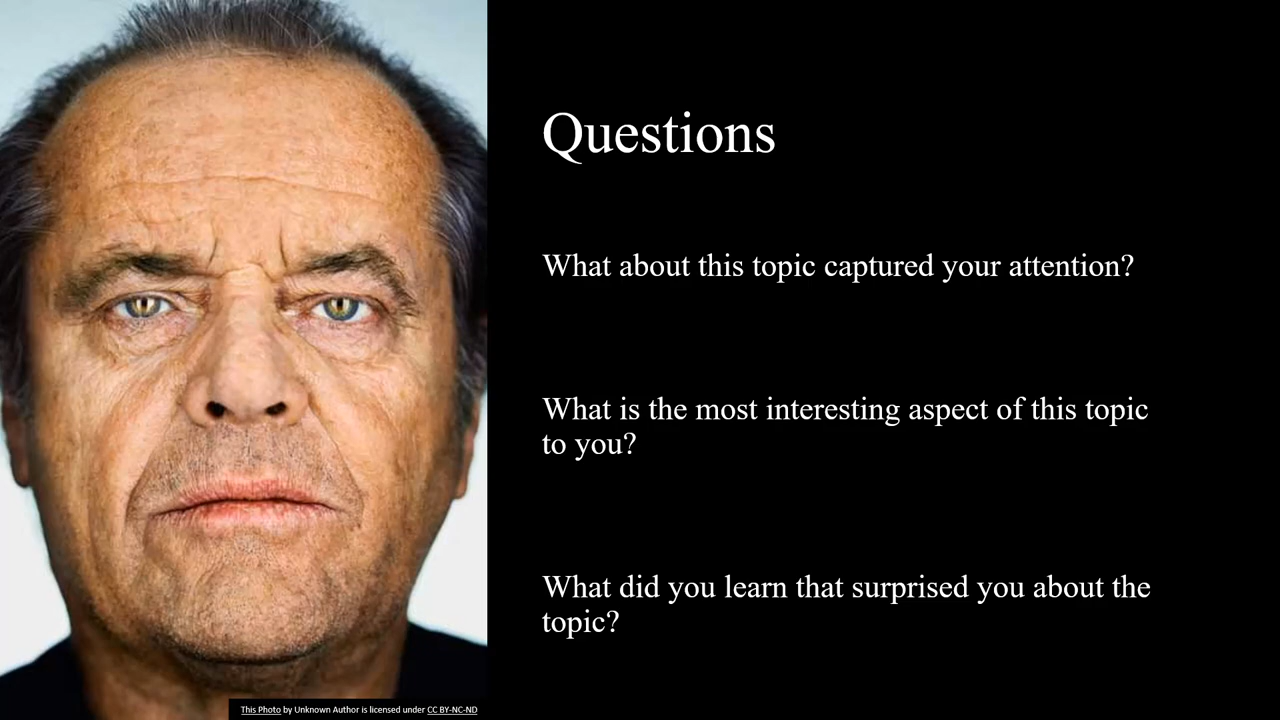 Questions
What about this topic captured your attention?
What is the most interesting aspect of this topic
to you?
What did you learn that surprised you about the
topic?
This Photo by Unknown Author is licensed under CC BY-NC-ND